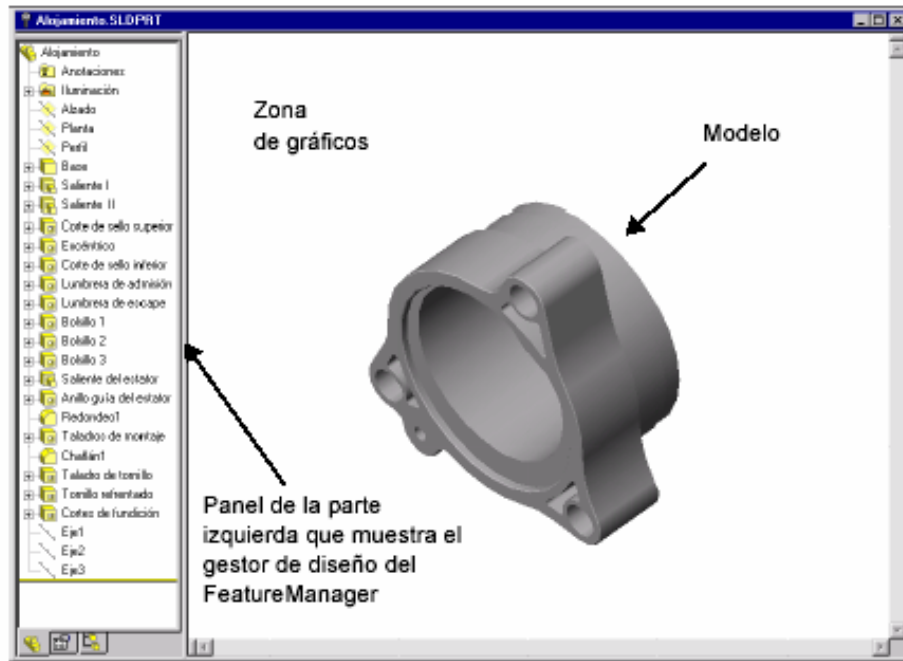 Alojamiento.SLDPRT
Alojamiento
Anotaciones
Iluminación
Alzado
Planta
Perfil
Base
Saliente I
Saliente II
Corte de sello superior
Excéntrico
Corte de sello inferior
Lumbrera de admisión
Lumbrera de escape
Bolsillo 1
Bolsillo 2
Bolsillo 3
Saliente del estator
Anillo guía del estator
Redondeo1
Taladros de montaje
Chaflán1
Taladro de tornillo
Tornillo refrentado
Cortes de fundición
Eje1
Eje2
Eje3
Zona
de gráficos
Modelo
Panel de la parte
izquierda que muestra el
gestor de diseño del
FeatureManager